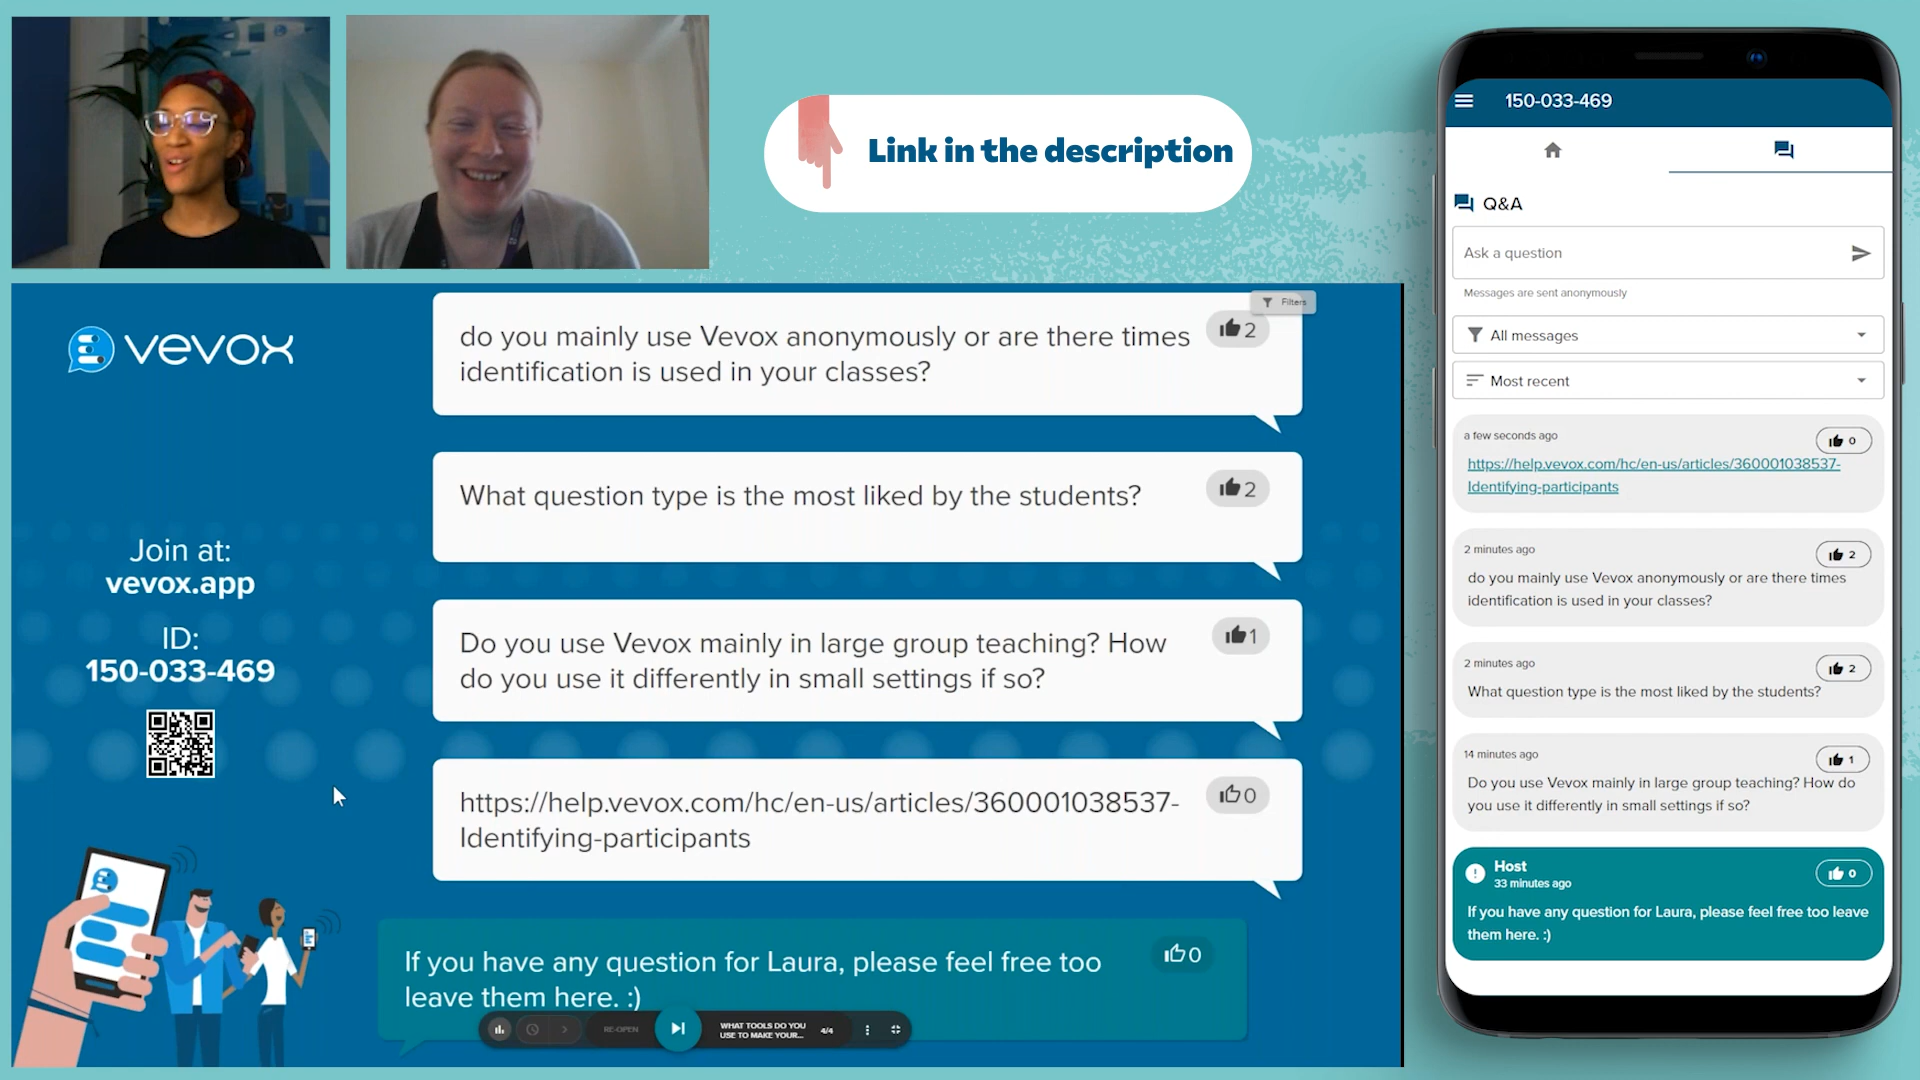 Link in the description
vevox
Join at:
vevox.app
ID:
150-033-469
Filters
do you mainly use Vevox anonymously or are there times
identification is used in your classes?
2
What question type is the most liked by the students?
2
Do you use Vevox mainly in large group teaching? How
do you use it differently in small settings if so?
1
https://help.vevox.com/hc/en-us/articles/360001038537-
Identifying-participants
0
If you have any question for Laura, please feel free too
leave them here. :)
0
RE-OPEN
WHAT TOOLS DO YOU
USE TO MAKE YOUR...
4/4
150-033-469
Q&A
Ask a question
Messages are sent anonymously
All messages
Most recent
a few seconds ago
0
https://help.vevox.com/hc/en-us/articles/360001038537-
Identifying-participants
2 minutes ago
2
do you mainly use Vevox anonymously or are there times
identification is used in your classes?
2 minutes ago
2
What question type is the most liked by the students?
14 minutes ago
1
Do you use Vevox mainly in large group teaching? How do
you use it differently in small settings if so?
Host
33 minutes ago
0
If you have any question for Laura, please feel free too leave
them here. :)